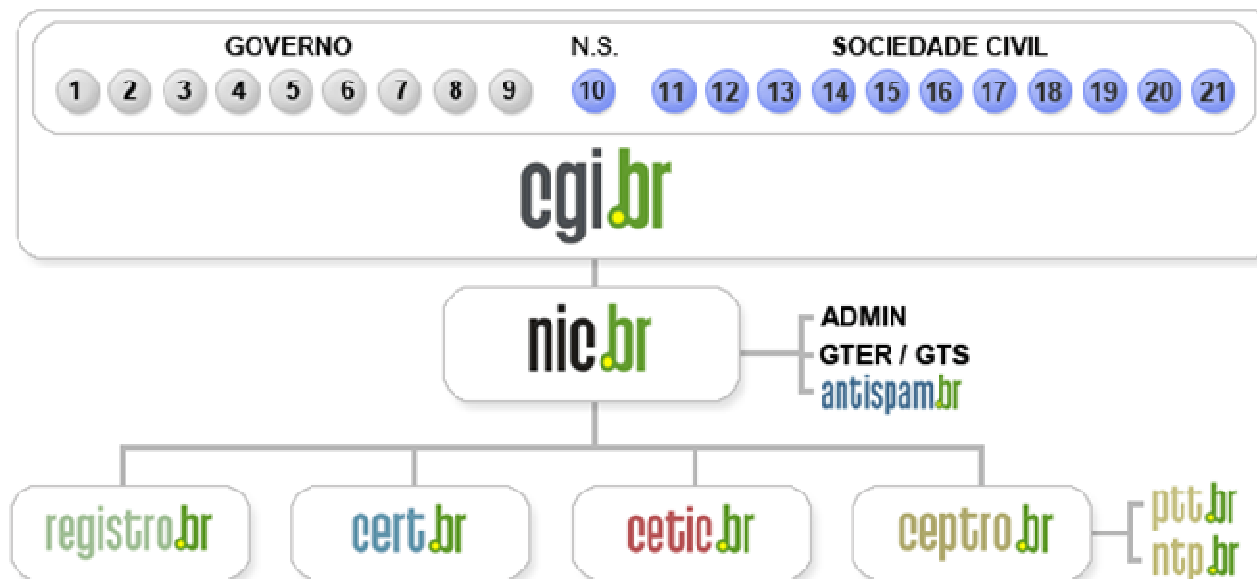 GOVERNO N.S. SOCIEDADE CIVIL
1 2 3 4 5 6 7 8 9 10 11 12 13 14 15 16 17 18 19 20 21
cgi.br
nic.br
ADMIN
GTER / GTS
antispam.br
registro.br cert.br cetic.br ceptro.br
ptt.br
ntp.br